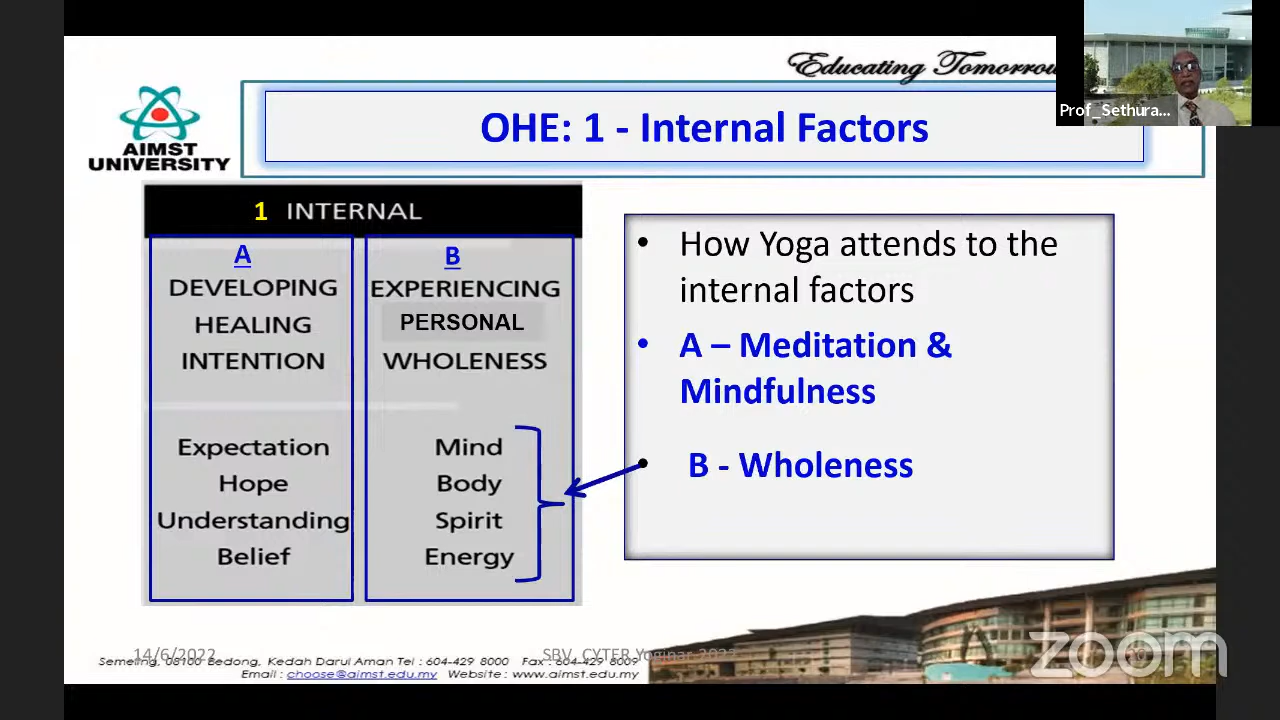 Educating Tomorrow
Prof_Sethura...
AIMST
UNIVERSITY
OHE: 1 - Internal Factors
1 INTERNAL
A
DEVELOPING
HEALING
INTENTION
Expectation
Hope
Understanding
Belief
B
EXPERIENCING
PERSONAL
WHOLENESS
Mind
Body
Spirit
Energy
• How Yoga attends to the
internal factors
• A – Meditation &
Mindfulness
• B - Wholeness
14/6/2022
SBV, CYTER Yoginar 2022
Semeling, 08100 Bedong, Kedah Darul Aman Tel : 604-429 8000 Fax : 604-429 8009
Email : choose@aimst.edu.my Website : www.aimst.edu.my
zoom